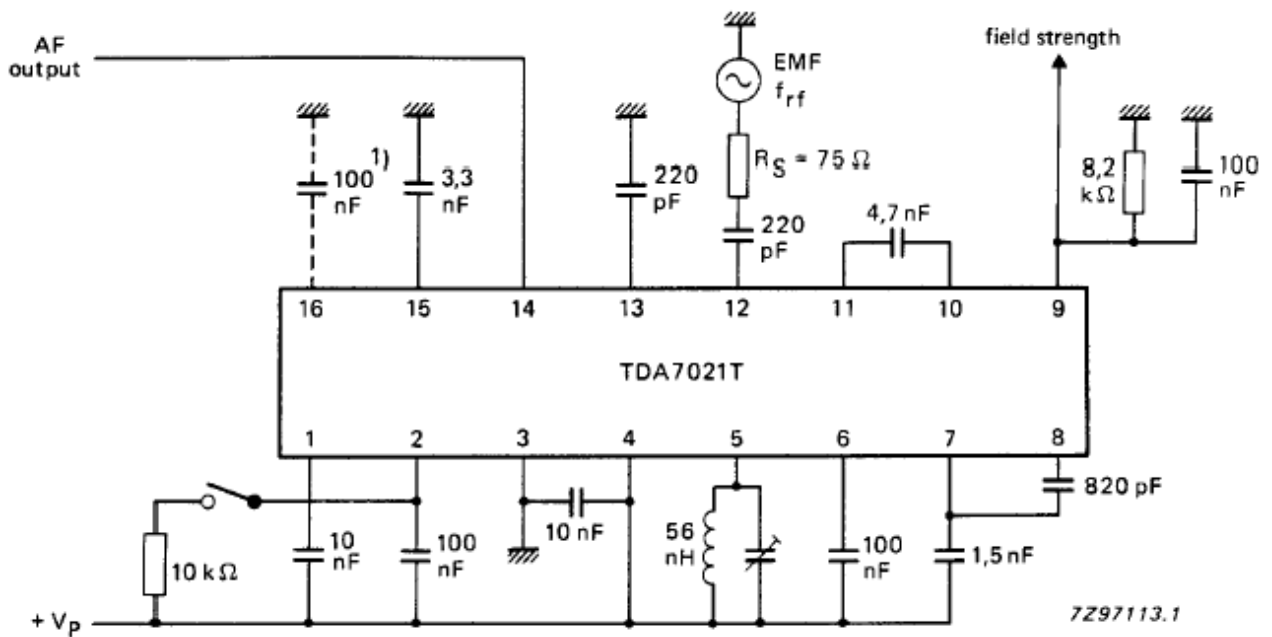 AF
output
EMF
f_rf
field strength
100 1)
nF
3,3
nF
220
pF
R_S = 75 Ω
220
pF
4,7 nF
8,2
kΩ
100
nF
16 15 14 13 12 11 10 9
TDA7021T
1 2 3 4 5 6 7 8
10 kΩ
10
nF
100
nF
10 nF
56
nH
100
nF
1,5 nF
820 pF
+ V_P
7Z97113.1